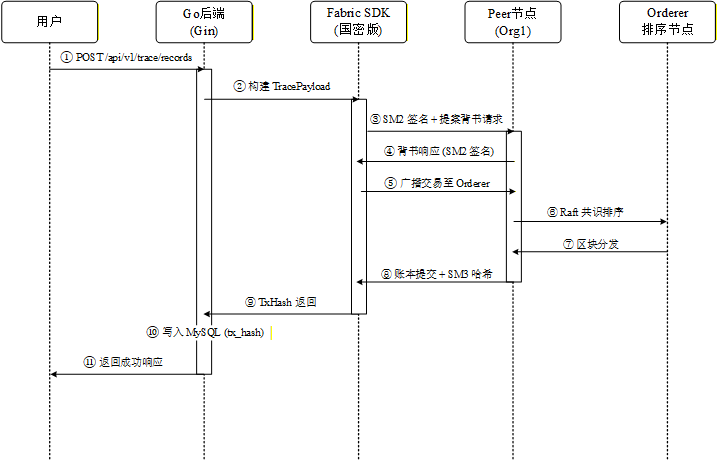 用户
Go后端
(Gin)
Fabric SDK
(国密版)
Peer节点
(Org1)
Orderer
排序节点
① POST /api/v1/trace/records
② 构建 TracePayload
③ SM2 签名 + 提案背书请求
④ 背书响应 (SM2 签名)
⑤ 广播交易至 Orderer
⑥ Raft 共识排序
⑦ 区块分发
⑧ 账本提交 + SM3 哈希
⑨ TxHash 返回
⑩ 写入 MySQL (tx_hash)
⑪ 返回成功响应